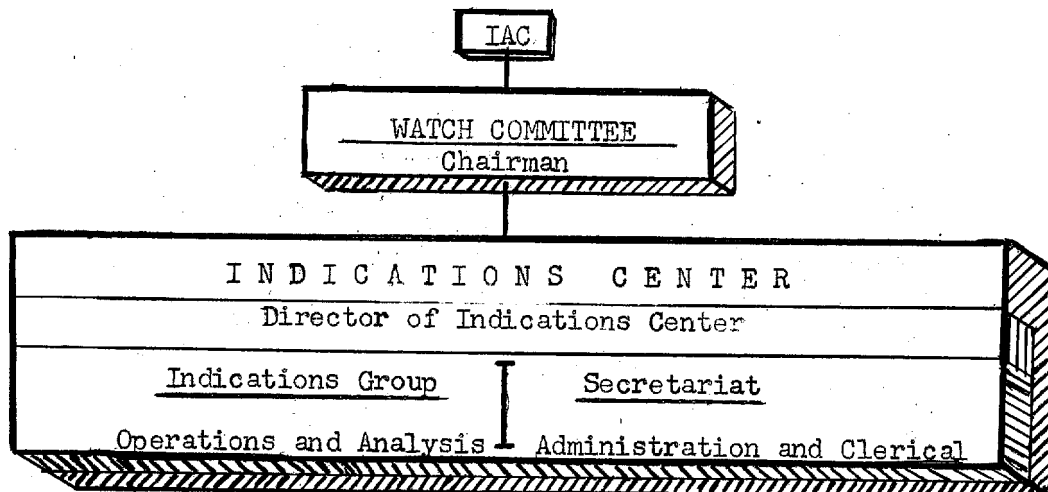 IAC
WATCH COMMITTEE
Chairman
INDICATIONS CENTER
Director of Indications Center
Indications Group
Secretariat
Operations and Analysis
Administration and Clerical